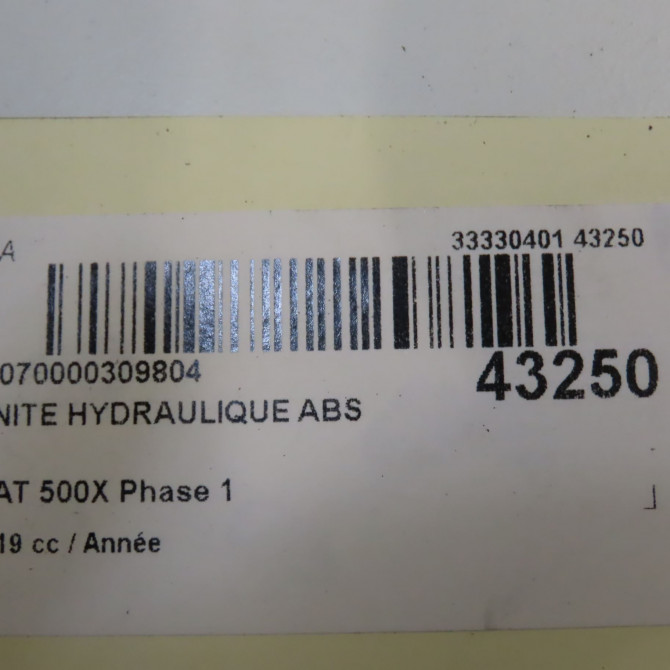 A
33330401 43250
070000309804
43250
NITE HYDRAULIQUE ABS
AT 500X Phase 1
19 cc / Année